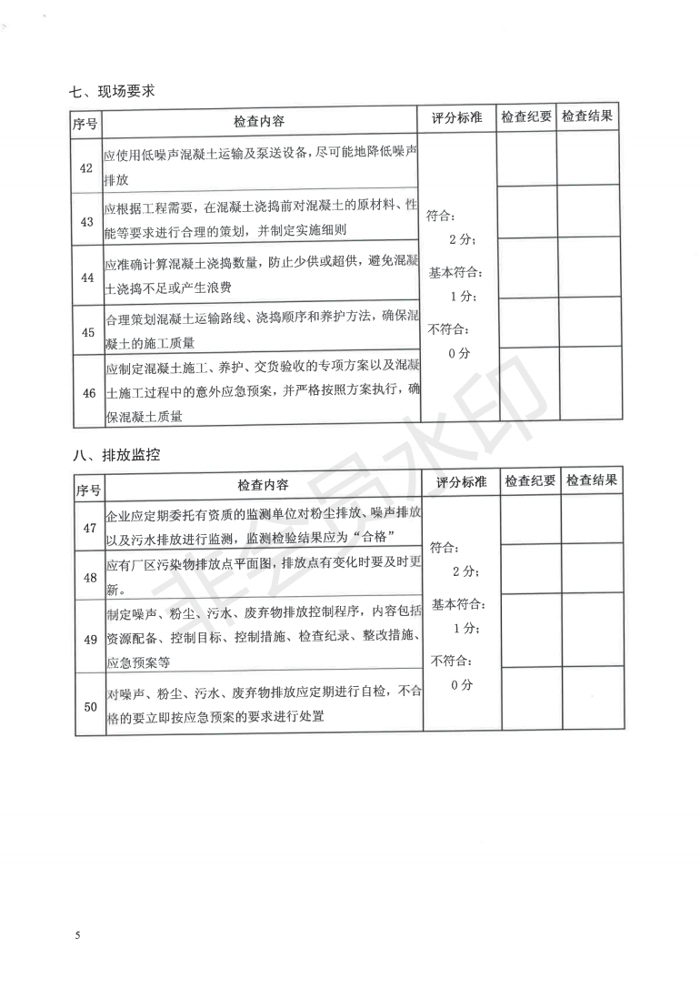 七、现场要求
序号 检查内容 评分标准 检查纪要 检查结果
42 应使用低噪声混凝土运输及泵送设备，尽可能地降低噪声
排放
43 应根据工程需要，在混凝土浇捣前对混凝土的原材料、性
能等要求进行合理的策划，并制定实施细则
44 应准确计算混凝土浇捣数量，防止少供或超供，避免混凝
土浇捣不足或产生浪费
45 合理策划混凝土运输路线、浇捣顺序和养护方法，确保混
凝土的施工质量
46 应制定混凝土施工、养护、交货验收的专项方案以及混凝
土施工过程中的意外应急预案，并严格按照方案执行，确
保混凝土质量
符合：
2 分；
基本符合：
1 分；
不符合：
0 分
八、排放监控
序号 检查内容 评分标准 检查纪要 检查结果
47 企业应定期委托有资质的监测单位对粉尘排放、噪声排放
以及污水排放进行监测，监测检验结果应为“合格”
48 应有厂区污染物排放点平面图，排放点有变化时要及时更
新。
49 制定噪声、粉尘、污水、废弃物排放控制程序，内容包括
资源配备、控制目标、控制措施、检查纪录、整改措施、
应急预案等
50 对噪声、粉尘、污水、废弃物排放应定期进行自检，不合
格的要立即按应急预案的要求进行处置
符合：
2 分；
基本符合：
1 分；
不符合：
0 分
非会员水印
5